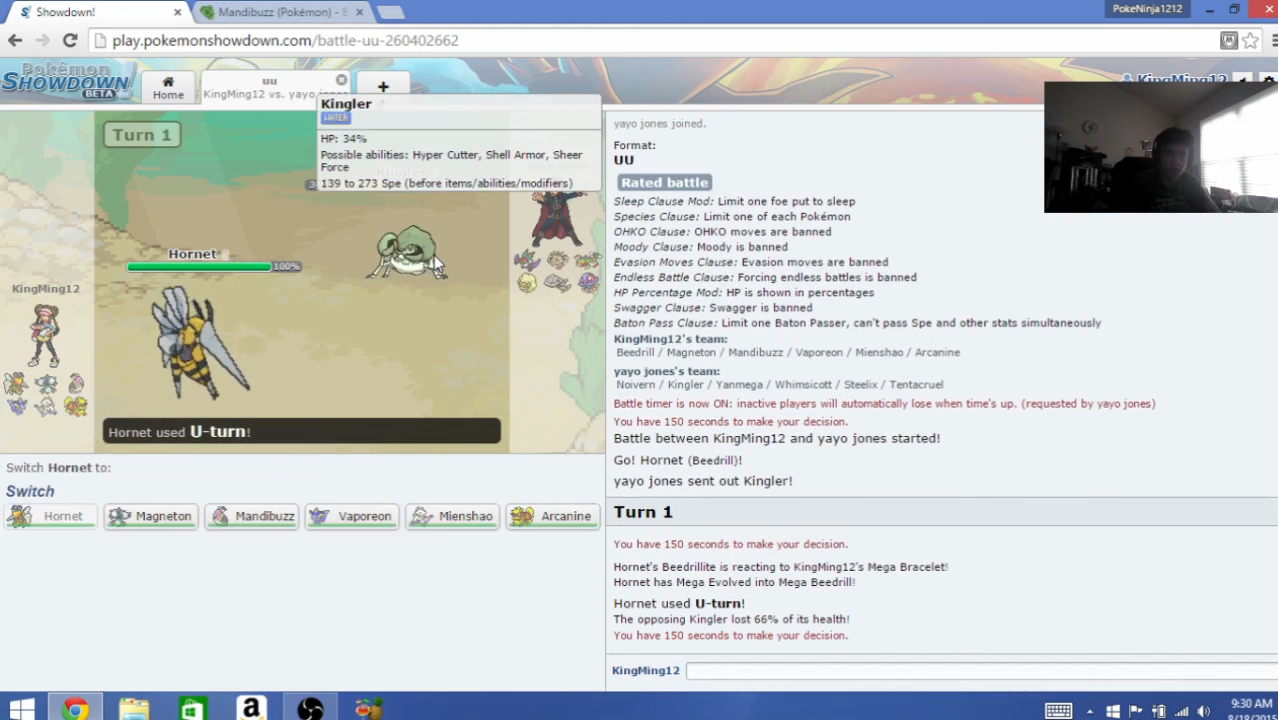 Showdown!
Mandibuzz (Pokémon) - B
PokeNinja1212
play.pokemonshowdown.com/battle-uu-260402662
Pokémon
SHOWDOWN
BETA
Home
uu
KingMing12 vs. yayo jones
+
KingMing12
Kingler
WATER
HP: 34%
Possible abilities: Hyper Cutter, Shell Armor, Sheer
Force
139 to 273 Spe (before items/abilities/modifiers)
Turn 1
Hornet
100%
KingMing12
Hornet used U-turn!
Switch Hornet to:
Switch
Hornet
Magneton
Mandibuzz
Vaporeon
Mienshao
Arcanine
yayo jones joined.
Format:
UU
Rated battle
Sleep Clause Mod: Limit one foe put to sleep
Species Clause: Limit one of each Pokémon
OHKO Clause: OHKO moves are banned
Moody Clause: Moody is banned
Evasion Moves Clause: Evasion moves are banned
Endless Battle Clause: Forcing endless battles is banned
HP Percentage Mod: HP is shown in percentages
Swagger Clause: Swagger is banned
Baton Pass Clause: Limit one Baton Passer, can't pass Spe and other stats simultaneously
KingMing12's team:
Beedrill / Magneton / Mandibuzz / Vaporeon / Mienshao / Arcanine
yayo jones's team:
Noivern / Kingler / Yanmega / Whimsicott / Steelix / Tentacruel
Battle timer is now ON: inactive players will automatically lose when time's up. (requested by yayo jones)
You have 150 seconds to make your decision.
Battle between KingMing12 and yayo jones started!
Go! Hornet (Beedrill)!
yayo jones sent out Kingler!
Turn 1
You have 150 seconds to make your decision.
Hornet's Beedrillite is reacting to KingMing12's Mega Bracelet!
Hornet has Mega Evolved into Mega Beedrill!
Hornet used U-turn!
The opposing Kingler lost 66% of its health!
You have 150 seconds to make your decision.
KingMing12
9:30 AM